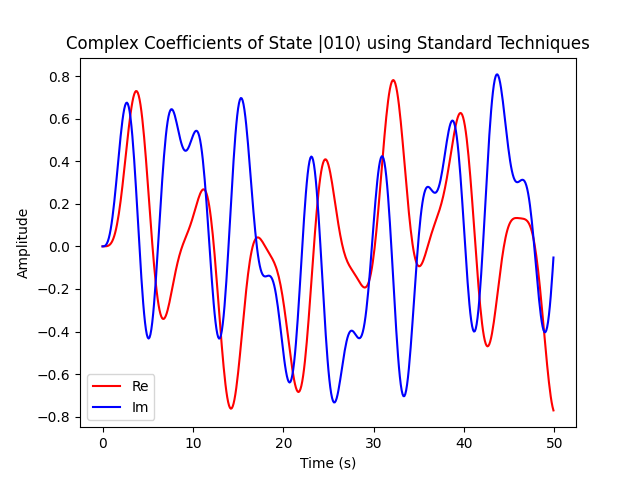 Complex Coefficients of State |010⟩ using Standard Techniques
0.8
0.6
0.4
0.2
0.0
−0.2
−0.4
−0.6
−0.8
Amplitude
Re
Im
0 10 20 30 40 50
Time (s)